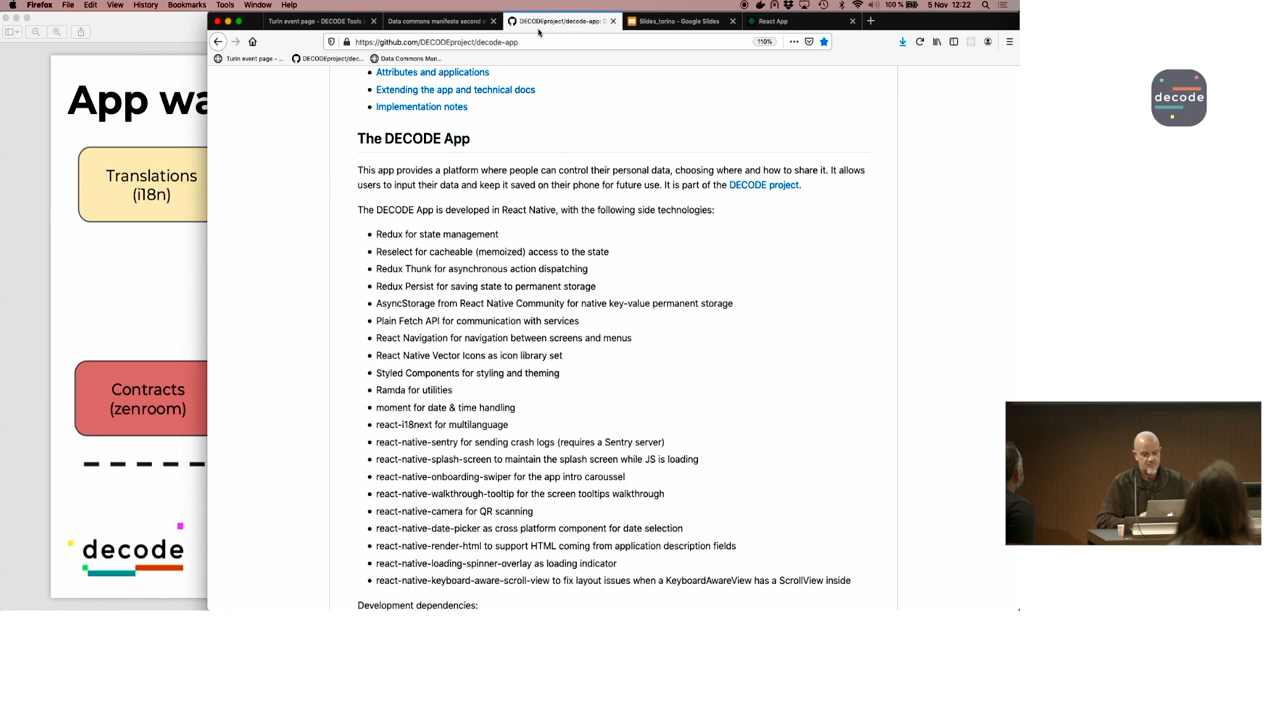 Firefox File Edit View History Bookmarks Tools Window Help 100 % 5 Nov 12:22
Turin event page - DECODE Tools
Data commons manifesto second
DECODEproject/decode-app:
Slides_torino - Google Slides
React App
https://github.com/DECODEproject/decode-app
110%
Turin event page - ...
DECODEproject/dec...
Data Commons Man...
App wa
Translations
(i18n)
Contracts
(zenroom)
decode
Attributes and applications
Extending the app and technical docs
Implementation notes
The DECODE App
This app provides a platform where people can control their personal data, choosing where and how to share it. It allows
users to input their data and keep it saved on their phone for future use. It is part of the DECODE project.
The DECODE App is developed in React Native, with the following side technologies:
Redux for state management
Reselect for cacheable (memoized) access to the state
Redux Thunk for asynchronous action dispatching
Redux Persist for saving state to permanent storage
AsyncStorage from React Native Community for native key-value permanent storage
Plain Fetch API for communication with services
React Navigation for navigation between screens and menus
React Native Vector Icons as icon library set
Styled Components for styling and theming
Ramda for utilities
moment for date & time handling
react-i18next for multilanguage
react-native-sentry for sending crash logs (requires a Sentry server)
react-native-splash-screen to maintain the splash screen while JS is loading
react-native-onboarding-swiper for the app intro caroussel
react-native-walkthrough-tooltip for the screen tooltips walkthrough
react-native-camera for QR scanning
react-native-date-picker as cross platform component for date selection
react-native-render-html to support HTML coming from application description fields
react-native-loading-spinner-overlay as loading indicator
react-native-keyboard-aware-scroll-view to fix layout issues when a KeyboardAwareView has a ScrollView inside
Development dependencies:
decode